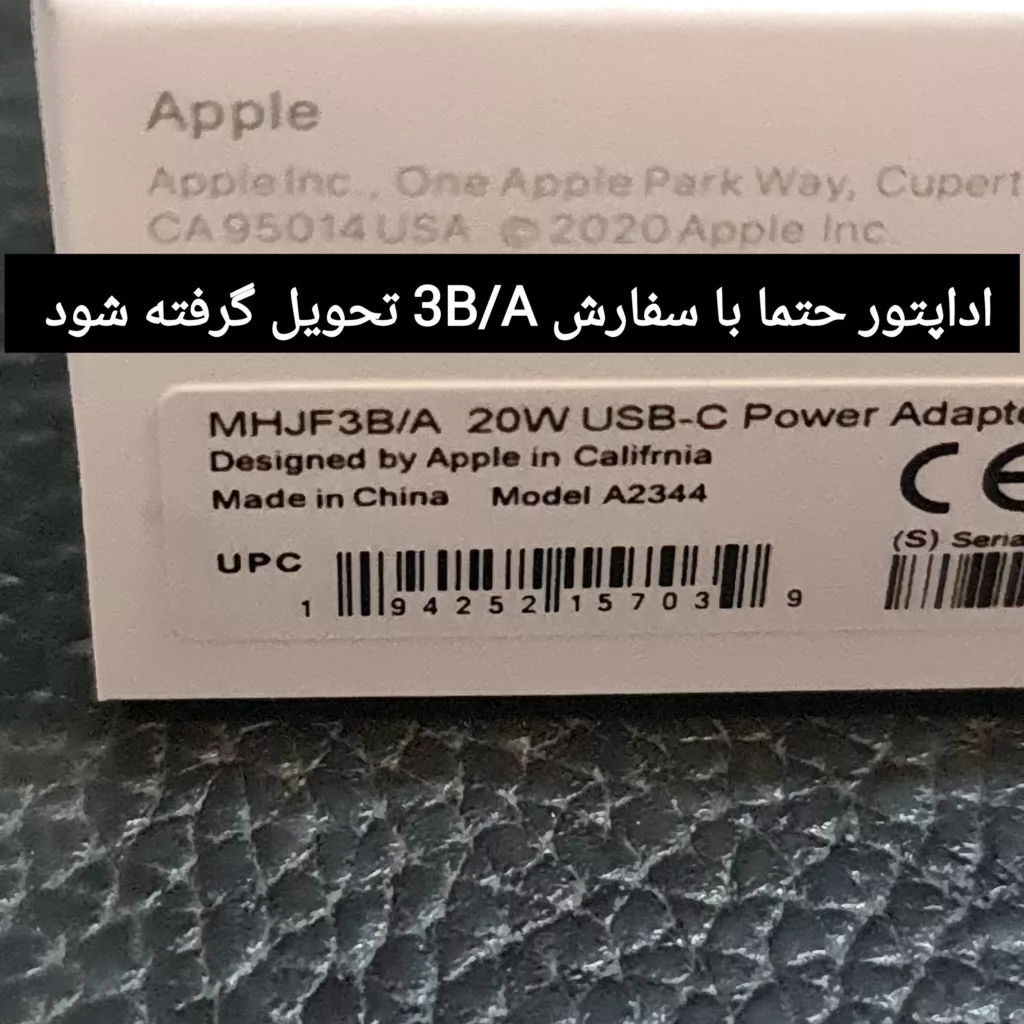 Apple
Apple Inc., One Apple Park Way, Cupert
CA 95014 USA © 2020 Apple Inc.
اداپتور حتما با سفارش 3B/A تحویل گرفته شود
MHJF3B/A 20W USB-C Power Adapte
Designed by Apple in Califrnia
Made in China Model A2344
CE
(S) Seria
UPC
1 94252 15703 9